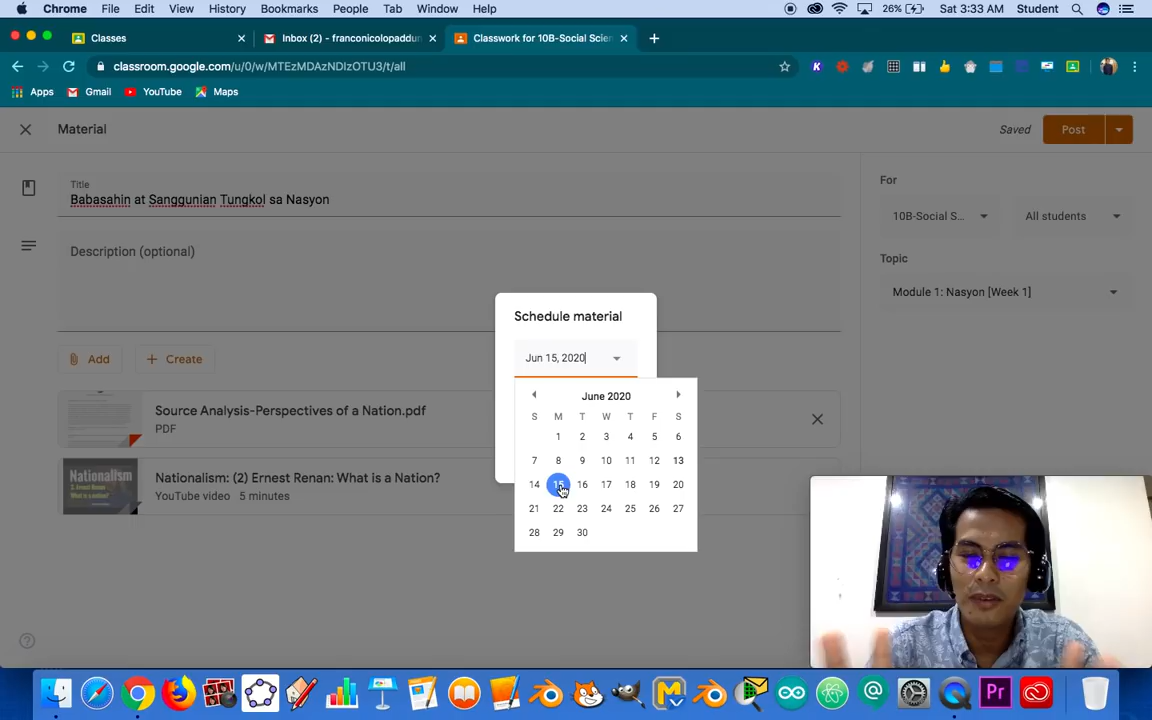 Chrome File Edit View History Bookmarks People Tab Window Help 26% Sat 3:33 AM Student
Classes Inbox (2) - franconicolopaddun Classwork for 10B-Social Scien
classroom.google.com/u/0/w/MTEzMDAzNDIzOTU3/t/all
Apps Gmail YouTube Maps
Material Saved Post
Title
Babasahin at Sanggunian Tungkol sa Nasyon
Description (optional)
Add Create
Source Analysis-Perspectives of a Nation.pdf
PDF
Nationalism: (2) Ernest Renan: What is a Nation?
YouTube video 5 minutes
For
10B-Social S... All students
Topic
Module 1: Nasyon [Week 1]
Schedule material
Jun 15, 2020
June 2020
S M T W T F S
1 2 3 4 5 6
7 8 9 10 11 12 13
14 15 16 17 18 19 20
21 22 23 24 25 26 27
28 29 30
Pr